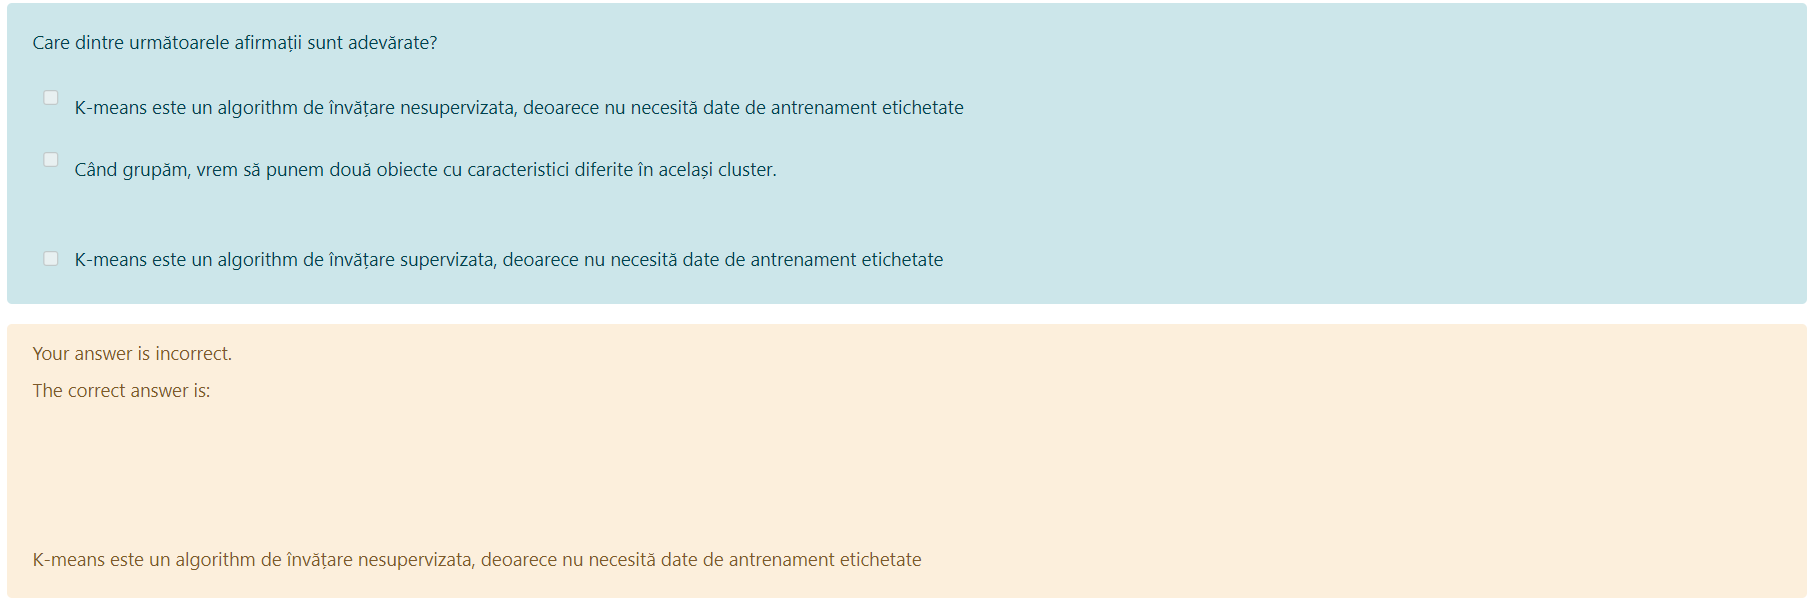 Care dintre următoarele afirmații sunt adevărate?
K-means este un algorithm de învățare nesupervizata, deoarece nu necesită date de antrenament etichetate
Când grupăm, vrem să punem două obiecte cu caracteristici diferite în același cluster.
K-means este un algorithm de învățare supervizata, deoarece nu necesită date de antrenament etichetate
Your answer is incorrect.
The correct answer is:
K-means este un algorithm de învățare nesupervizata, deoarece nu necesită date de antrenament etichetate